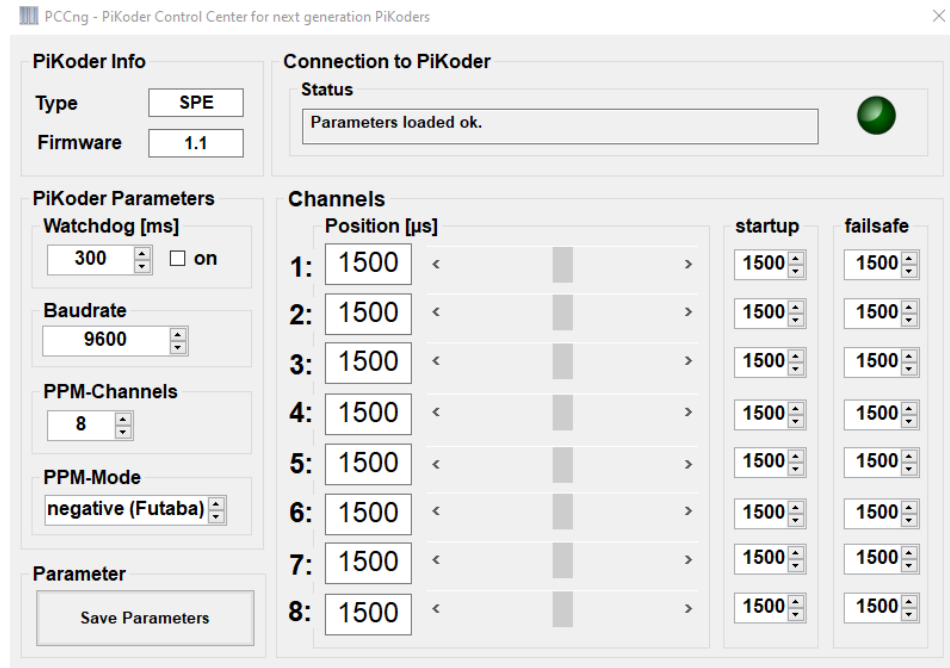 PCCng - PiKoder Control Center for next generation PiKoders
PiKoder Info
Type SPE
Firmware 1.1
Connection to PiKoder
Status
Parameters loaded ok.
PiKoder Parameters
Watchdog [ms]
300 on
Baudrate
9600
PPM-Channels
8
PPM-Mode
negative (Futaba)
Parameter
Save Parameters
Channels
Position [µs] startup failsafe
1: 1500 < > 1500 1500
2: 1500 < > 1500 1500
3: 1500 < > 1500 1500
4: 1500 < > 1500 1500
5: 1500 < > 1500 1500
6: 1500 < > 1500 1500
7: 1500 < > 1500 1500
8: 1500 < > 1500 1500